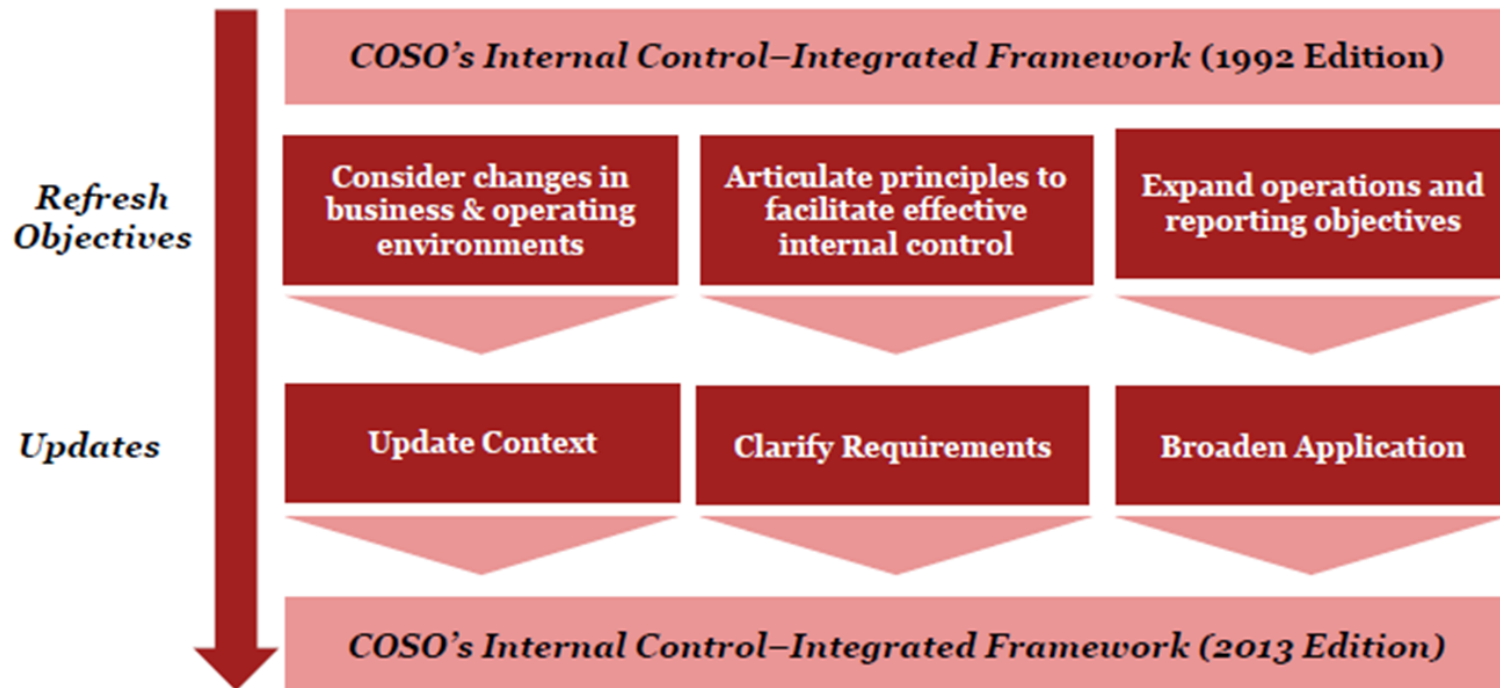 COSO’s Internal Control–Integrated Framework (1992 Edition)
Refresh
Objectives
Consider changes in
business & operating
environments
Articulate principles to
facilitate effective
internal control
Expand operations and
reporting objectives
Updates
Update Context
Clarify Requirements
Broaden Application
COSO’s Internal Control–Integrated Framework (2013 Edition)